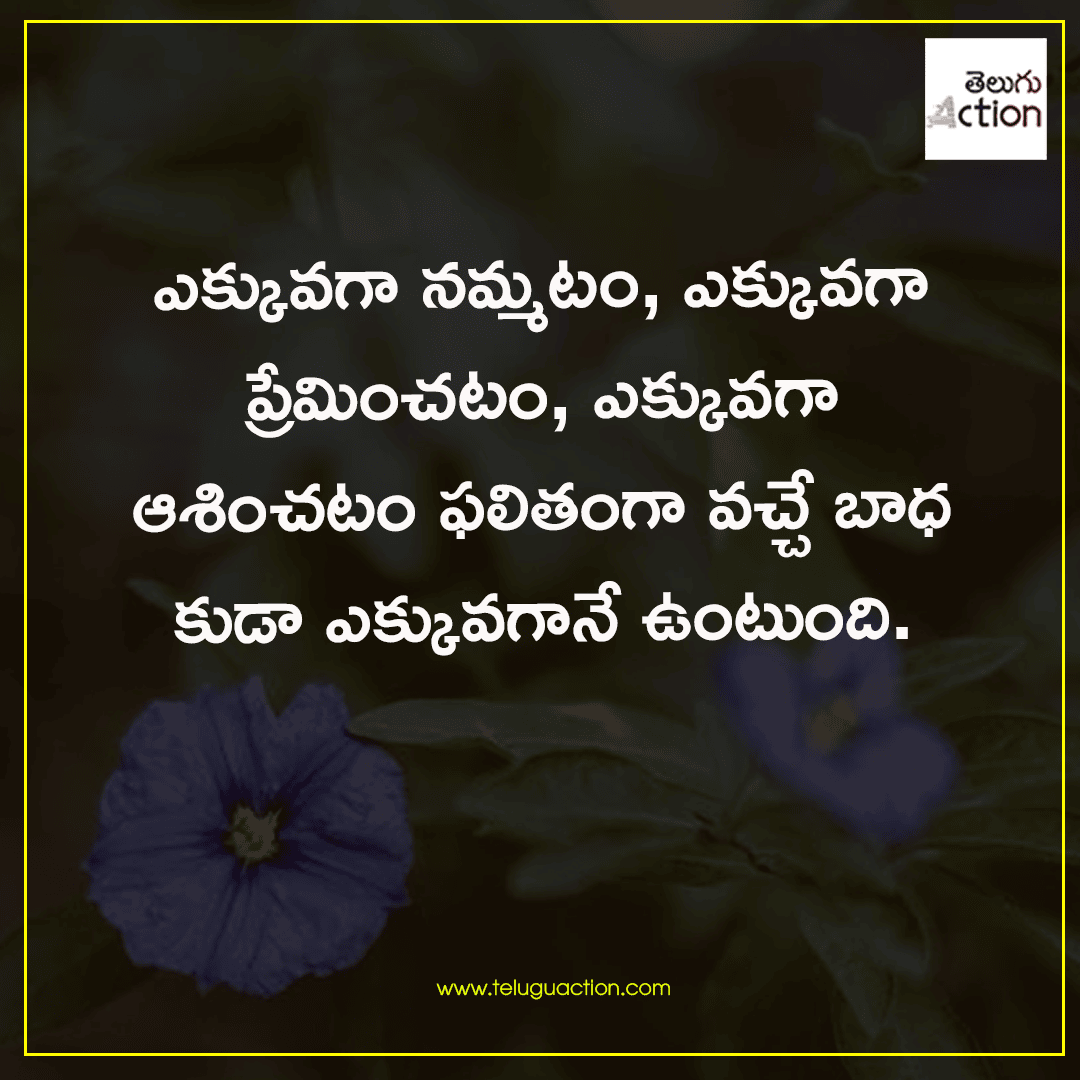 తెలుగు
Action
ఎక్కువగా నమ్మటం, ఎక్కువగా
ప్రేమించటం, ఎక్కువగా
ఆశించటం ఫలితంగా వచ్చే బాధ
కుడా ఎక్కువగానే ఉంటుంది.
www.teluguaction.com